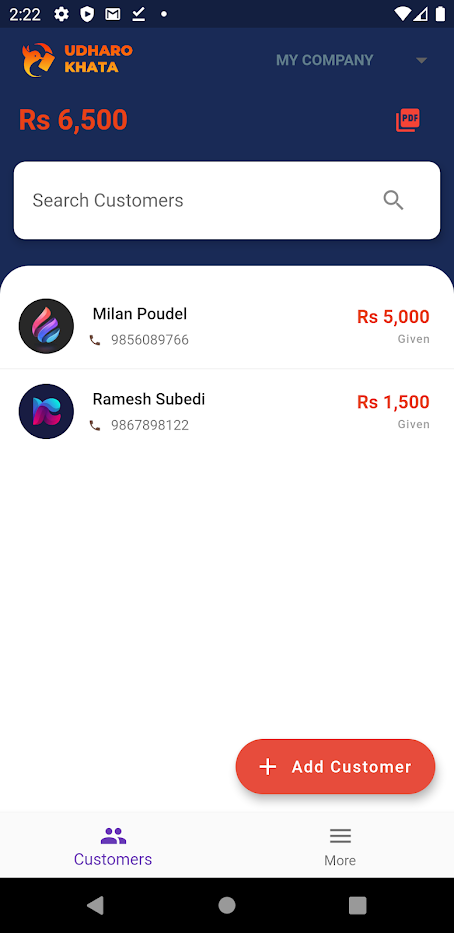 2:22
UDHARO
KHATA
MY COMPANY
Rs 6,500
PDF
Search Customers
Milan Poudel
9856089766
Rs 5,000
Given
Ramesh Subedi
9867898122
Rs 1,500
Given
+ Add Customer
Customers
More